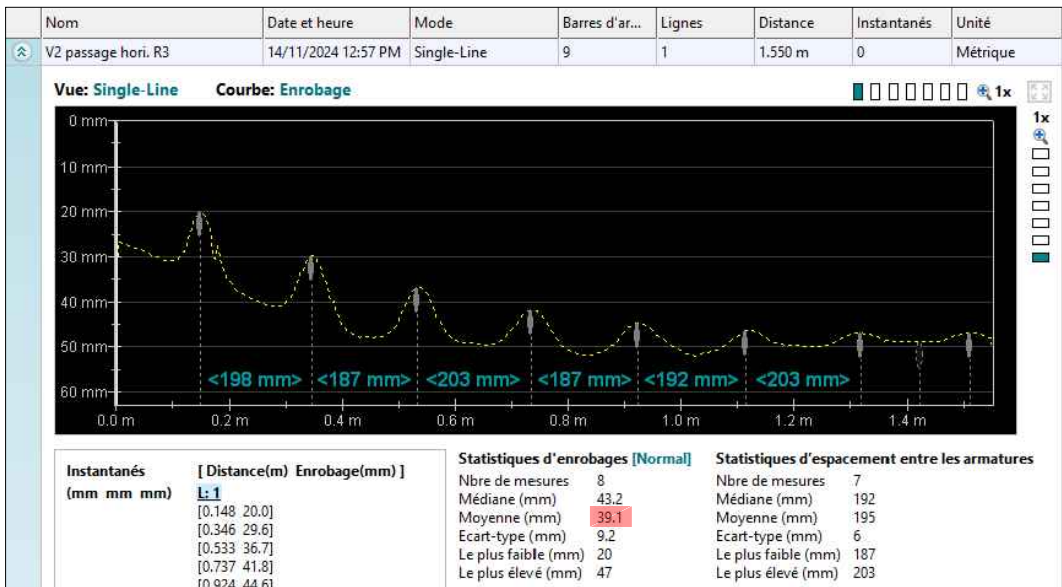 Nom Date et heure Mode Barres d'ar... Lignes Distance Instantanés Unité
V2 passage hori. R3 14/11/2024 12:57 PM Single-Line 9 1 1.550 m 0 Métrique
Vue: Single-Line Courbe: Enrobage 1x
1x
0 mm
10 mm
20 mm
30 mm
40 mm
50 mm
60 mm
<198 mm> <187 mm> <203 mm> <187 mm> <192 mm> <203 mm>
0.0 m 0.2 m 0.4 m 0.6 m 0.8 m 1.0 m 1.2 m 1.4 m
Instantanés
(mm mm mm)
[ Distance(m) Enrobage(mm) ]
L: 1
[0.148 20.0]
[0.346 29.6]
[0.533 36.7]
[0.737 41.8]
[0.924 44.6]
Statistiques d'enrobages [Normal]
Nbre de mesures 8
Médiane (mm) 43.2
Moyenne (mm) 39.1
Ecart-type (mm) 9.2
Le plus faible (mm) 20
Le plus élevé (mm) 47
Statistiques d'espacement entre les armatures
Nbre de mesures 7
Médiane (mm) 192
Moyenne (mm) 195
Ecart-type (mm) 6
Le plus faible (mm) 187
Le plus élevé (mm) 203